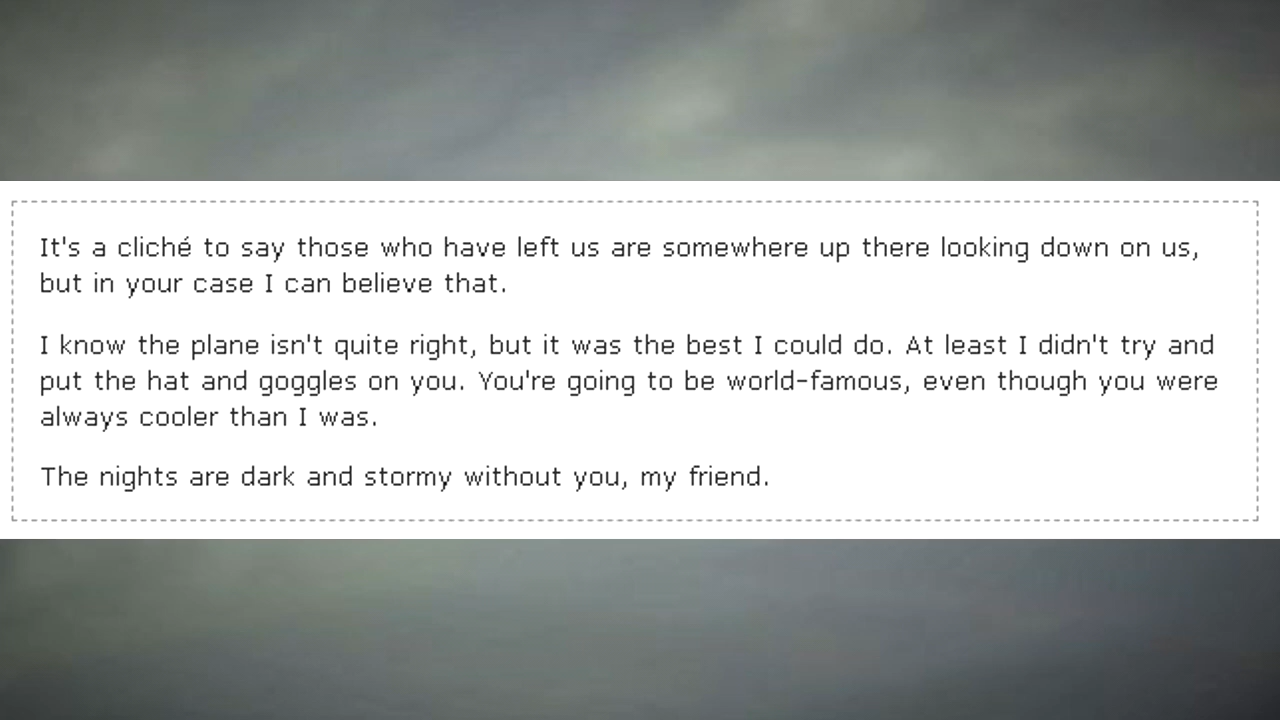 It's a cliché to say those who have left us are somewhere up there looking down on us,
but in your case I can believe that.
I know the plane isn't quite right, but it was the best I could do. At least I didn't try and
put the hat and goggles on you. You're going to be world-famous, even though you were
always cooler than I was.
The nights are dark and stormy without you, my friend.